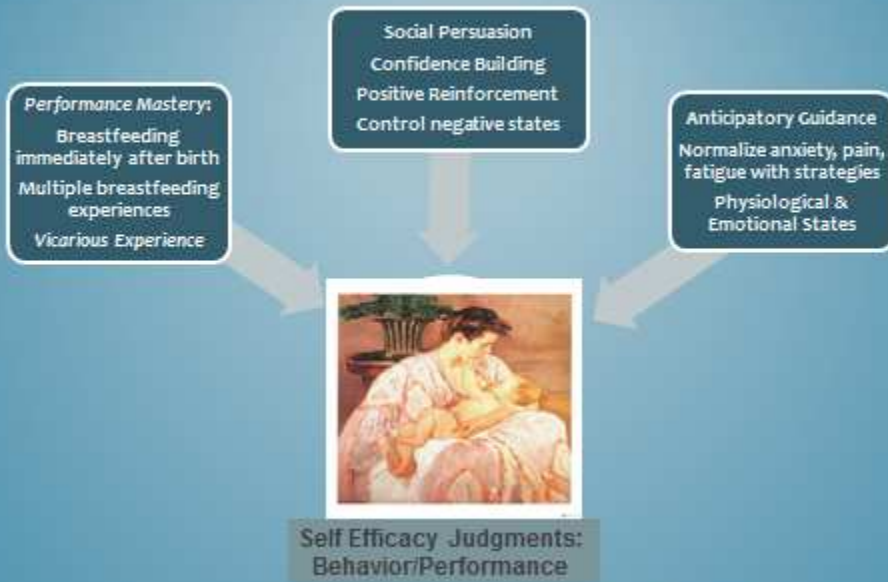 Performance Mastery:
Breastfeeding
immediately after birth
Multiple breastfeeding
experiences
Vicarious Experience
Social Persuasion
Confidence Building
Positive Reinforcement
Control negative states
Anticipatory Guidance
Normalize anxiety, pain,
fatigue with strategies
Physiological &
Emotional States
Self Efficacy Judgments:
Behavior/Performance